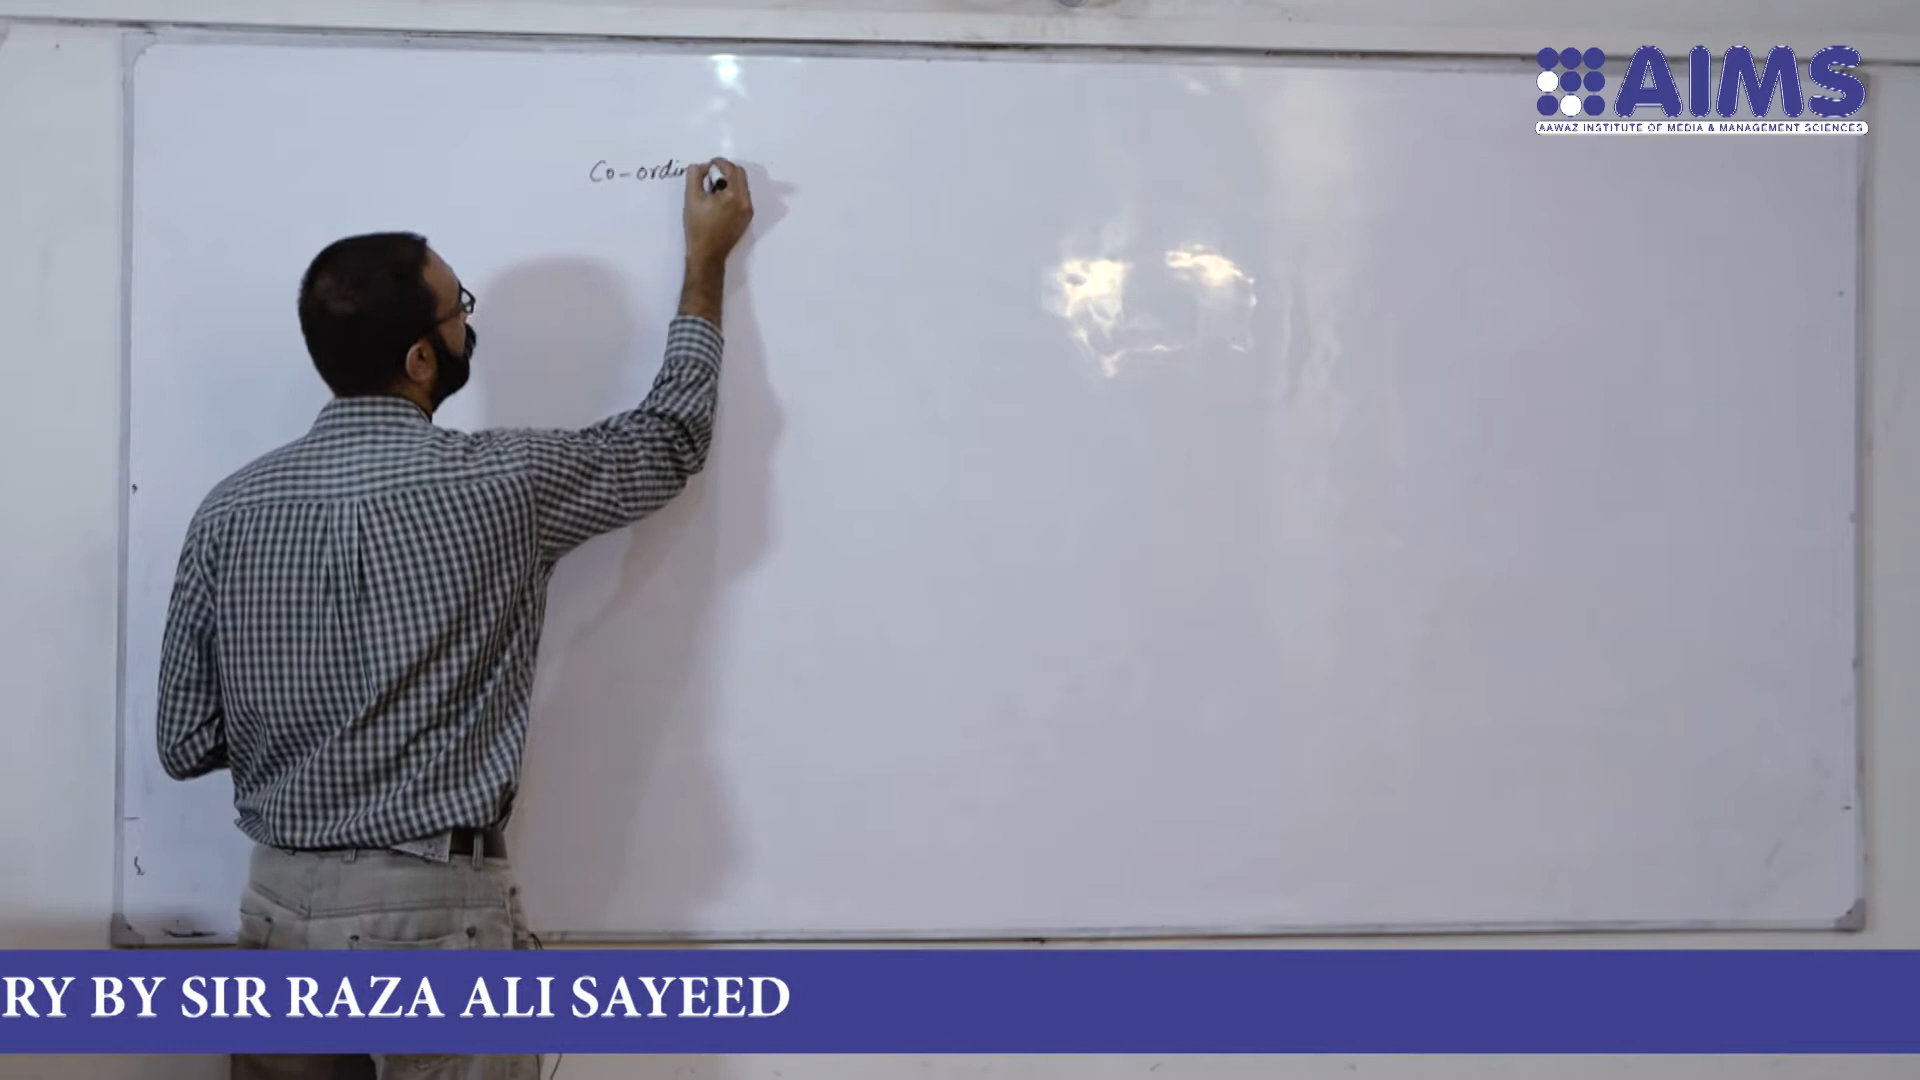 AIMS
AAWAZ INSTITUTE OF MEDIA & MANAGEMENT SCIENCES
Co-ordin
RY BY SIR RAZA ALI SAYEED